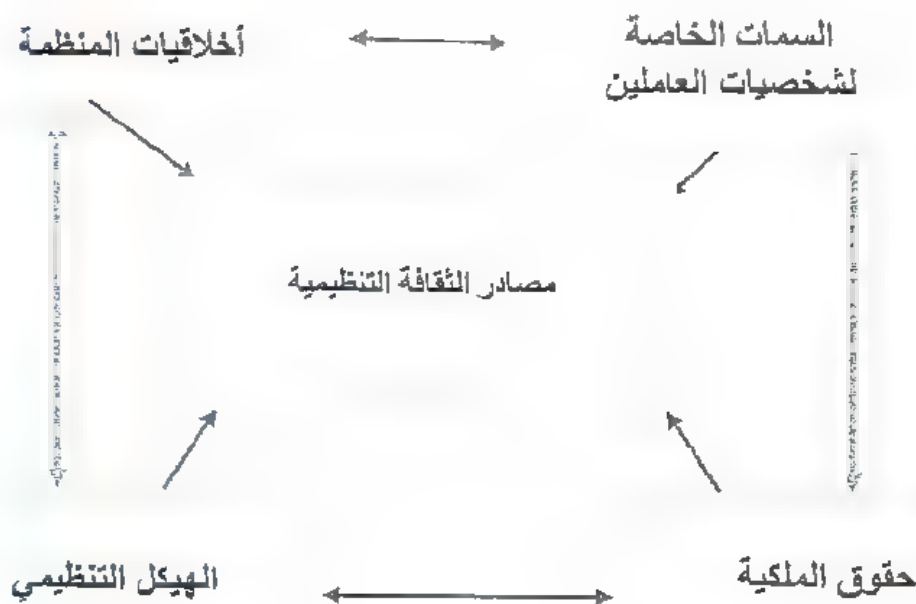 السمات الخاصة
لشخصيات العاملين
أخلاقيات المنظمة
مصادر الثقافة التنظيمية
حقوق الملكية
الهيكل التنظيمي